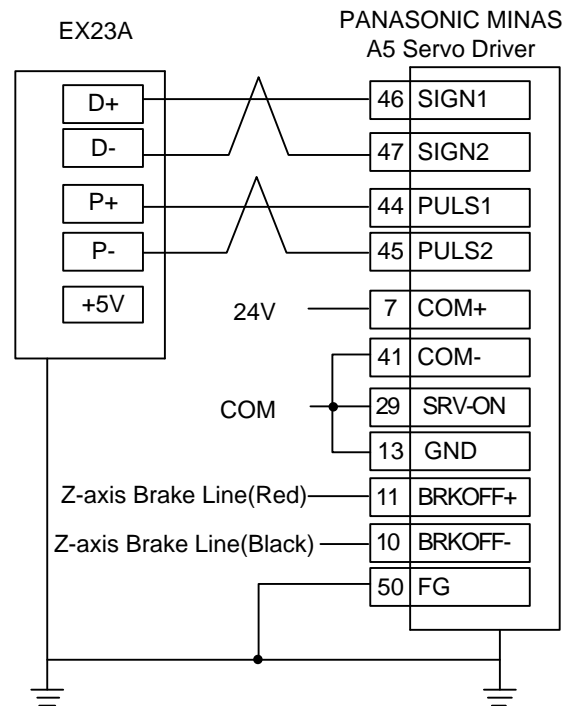 EX23A
PANASONIC MINAS
A5 Servo Driver
D+
46 SIGN1
D-
47 SIGN2
P+
44 PULS1
P-
45 PULS2
+5V
24V
7 COM+
41 COM-
COM
29 SRV-ON
13 GND
Z-axis Brake Line(Red)
11 BRKOFF+
Z-axis Brake Line(Black)
10 BRKOFF-
50 FG